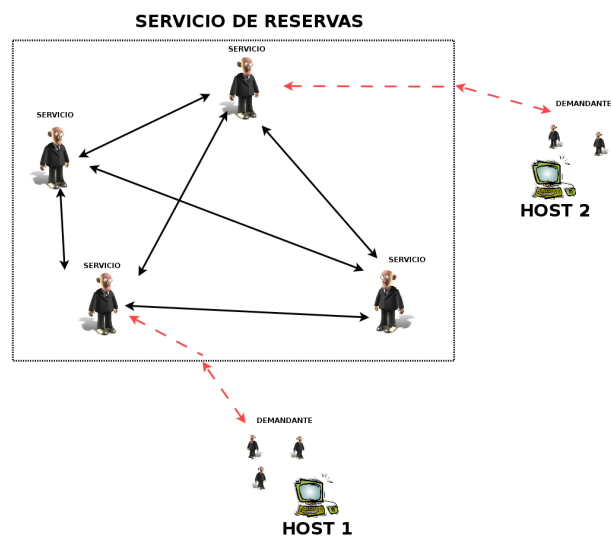 SERVICIO DE RESERVAS
SERVICIO
DEMANDANTE
SERVICIO
HOST 2
SERVICIO
SERVICIO
DEMANDANTE
HOST 1